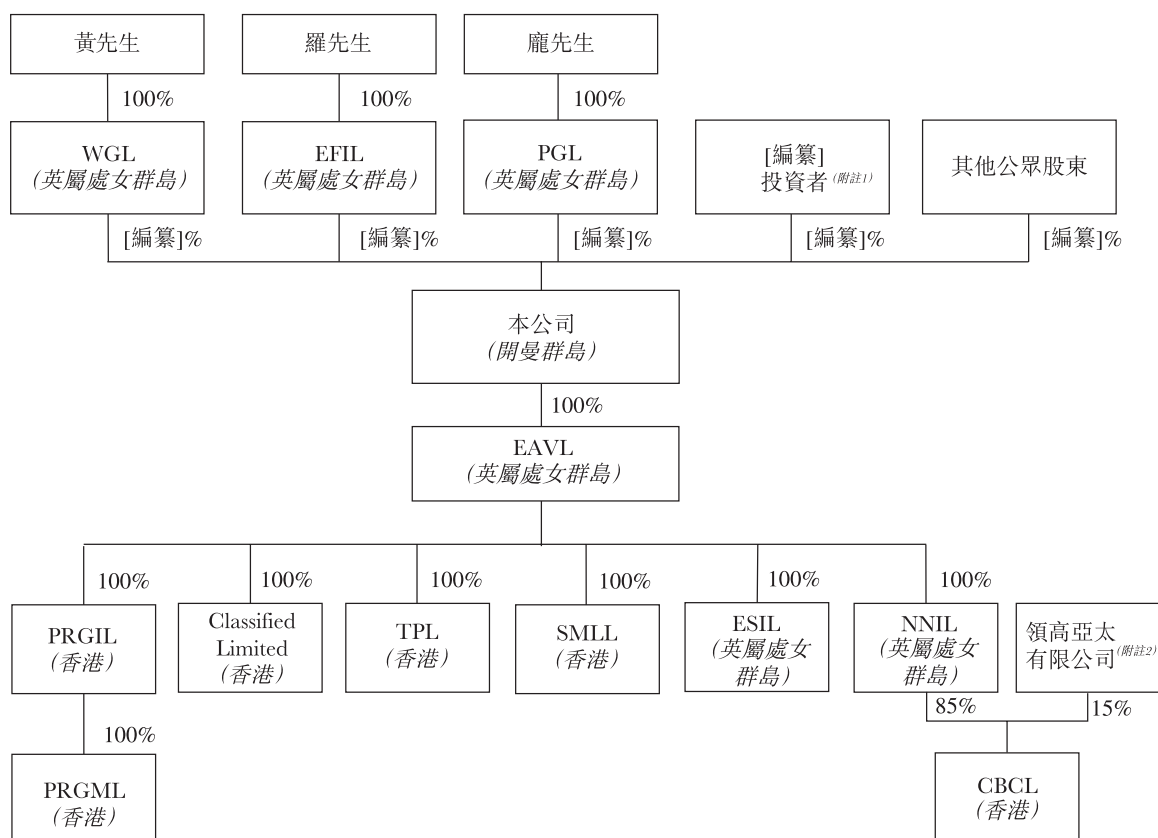 黃先生
羅先生
龐先生
100%
100%
100%
WGL
(英屬處女群島)
EFIL
(英屬處女群島)
PGL
(英屬處女群島)
[編纂]
投資者(附註1)
其他公眾股東
[編纂]%
[編纂]%
[編纂]%
[編纂]%
[編纂]%
本公司
(開曼群島)
100%
EAVL
(英屬處女群島)
100%
100%
100%
100%
100%
100%
PRGIL
(香港)
Classified
Limited
(香港)
TPL
(香港)
SMLL
(香港)
ESIL
(英屬處女
群島)
NNIL
(英屬處女
群島)
領高亞太
有限公司(附註2)
100%
85%
15%
PRGML
(香港)
CBCL
(香港)